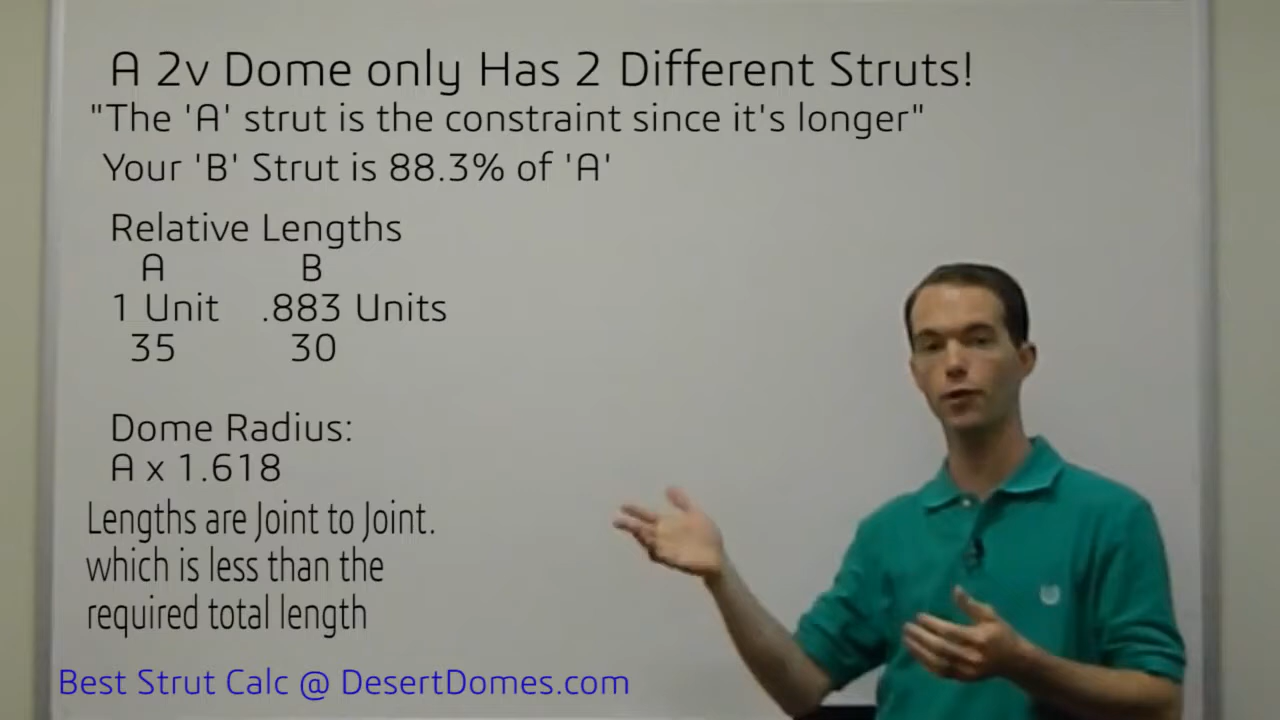 A 2v Dome only Has 2 Different Struts!
"The 'A' strut is the constraint since it's longer"
Your 'B' Strut is 88.3% of 'A'
Relative Lengths
A B
1 Unit .883 Units
35 30
Dome Radius:
A x 1.618
Lengths are Joint to Joint.
which is less than the
required total length
Best Strut Calc @ DesertDomes.com